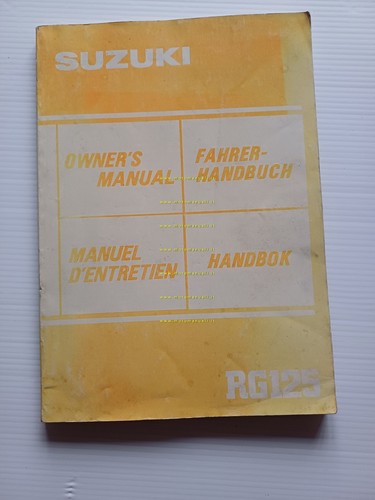 SUZUKI
OWNER'S
MANUAL
FAHRER-
HANDBUCH
MANUEL
D'ENTRETIEN
HANDBOK
RG125